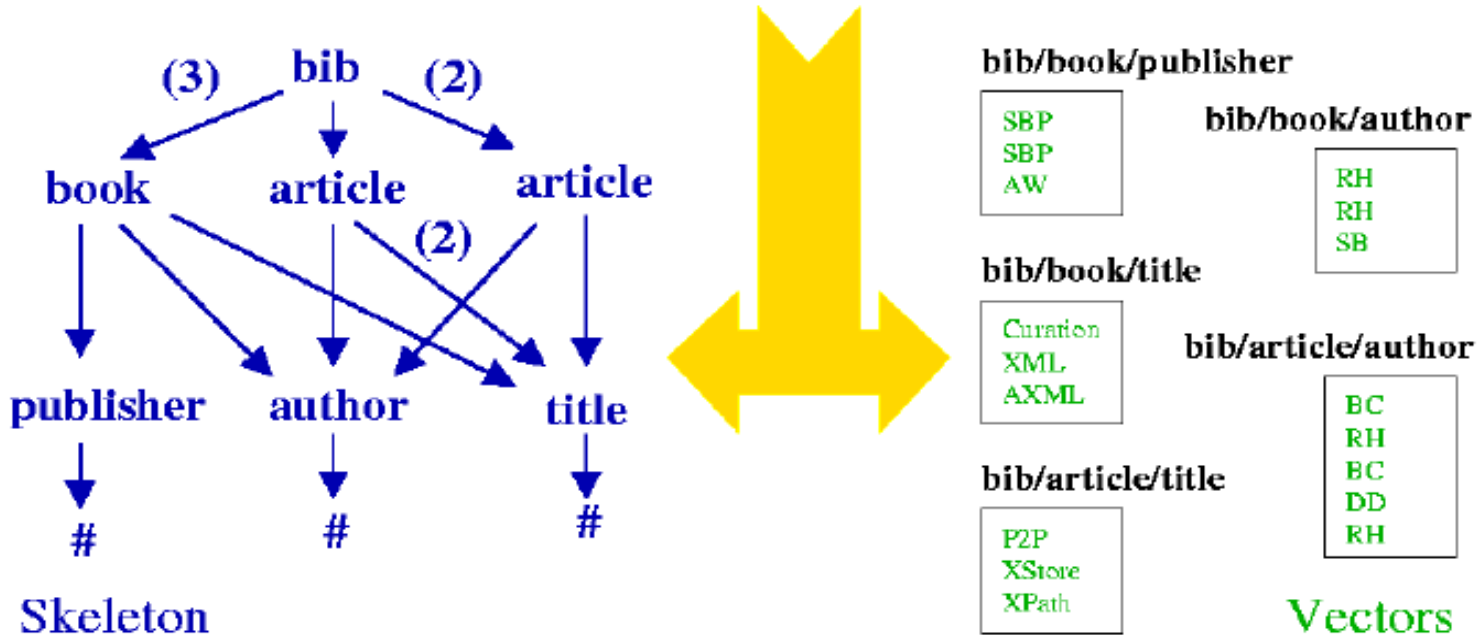 bib
(3)
(2)
book
article
article
(2)
publisher
author
title
#
#
#
Skeleton
bib/book/publisher
SBP
SBP
AW
bib/book/author
RH
RH
SB
bib/book/title
Curation
XML
AXML
bib/article/author
BC
RH
BC
DD
RH
bib/article/title
P2P
XStore
XPath
Vectors